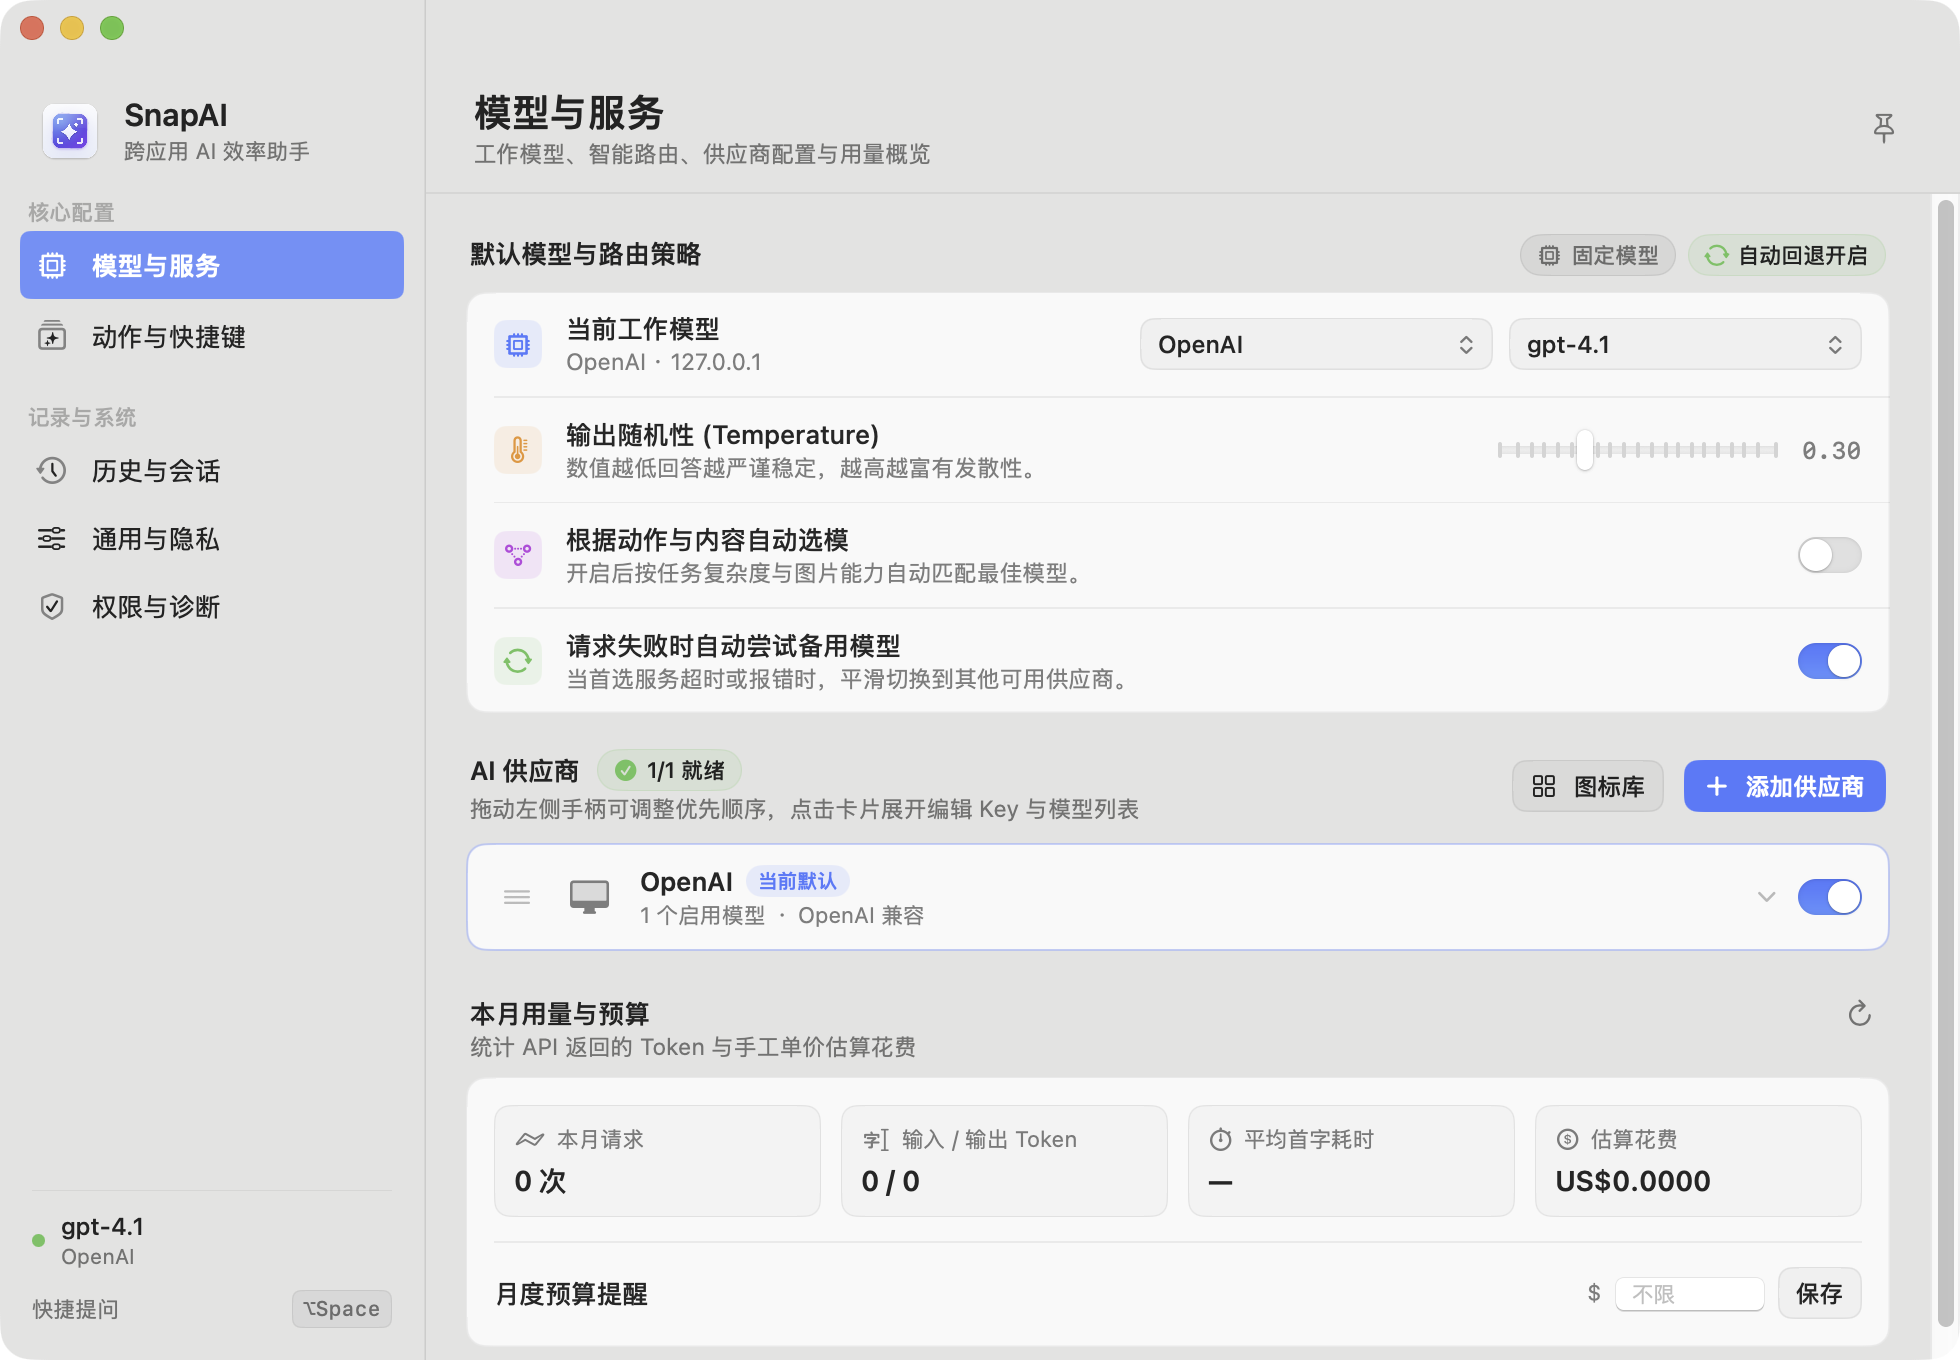 SnapAI
跨应用 AI 效率助手
核心配置
模型与服务
动作与快捷键
记录与系统
历史与会话
通用与隐私
权限与诊断
gpt-4.1
OpenAI
快捷提问
⌥Space
模型与服务
工作模型、智能路由、供应商配置与用量概览
默认模型与路由策略
固定模型
自动回退开启
当前工作模型
OpenAI · 127.0.0.1
OpenAI
gpt-4.1
输出随机性 (Temperature)
数值越低回答越严谨稳定，越高越富有发散性。
0.30
根据动作与内容自动选模
开启后按任务复杂度与图片能力自动匹配最佳模型。
请求失败时自动尝试备用模型
当首选服务超时或报错时，平滑切换到其他可用供应商。
AI 供应商
1/1 就绪
拖动左侧手柄可调整优先顺序，点击卡片展开编辑 Key 与模型列表
图标库
+ 添加供应商
OpenAI
当前默认
1 个启用模型 · OpenAI 兼容
本月用量与预算
统计 API 返回的 Token 与手工单价估算花费
本月请求
0 次
字 输入 / 输出 Token
0 / 0
平均首字耗时
—
$ 估算花费
US$0.0000
月度预算提醒
$
不限
保存